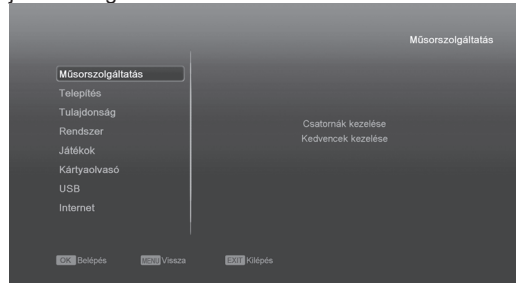 Műsorszolgáltatás
Műsorszolgáltatás
Telepítés
Tulajdonság
Rendszer
Játékok
Kártyaolvasó
USB
Internet
Csatornák kezelése
Kedvencek kezelése
OK Belépés MENU Vissza EXIT Kilépés